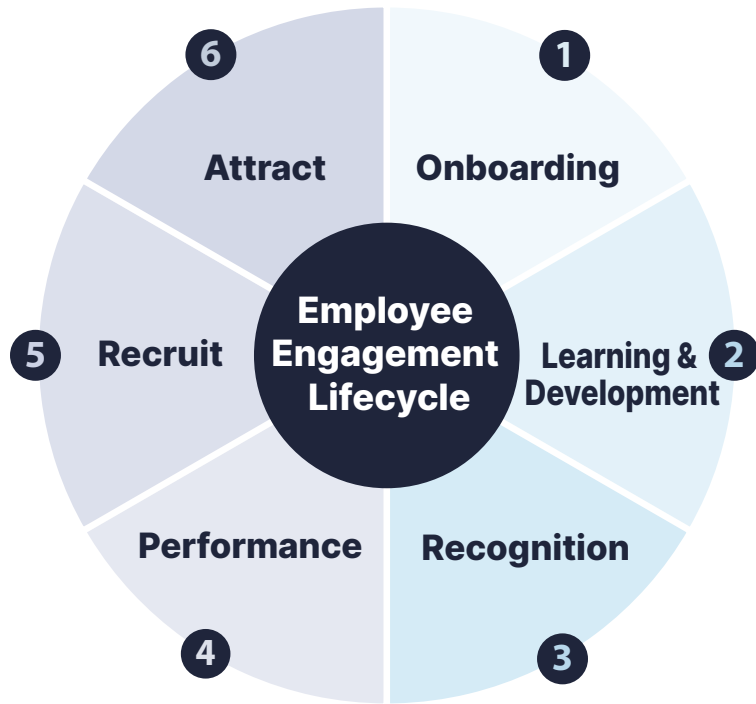 6
1
Attract
Onboarding
Employee
Engagement
Lifecycle
5
Recruit
Learning &
Development
2
Performance
Recognition
4
3